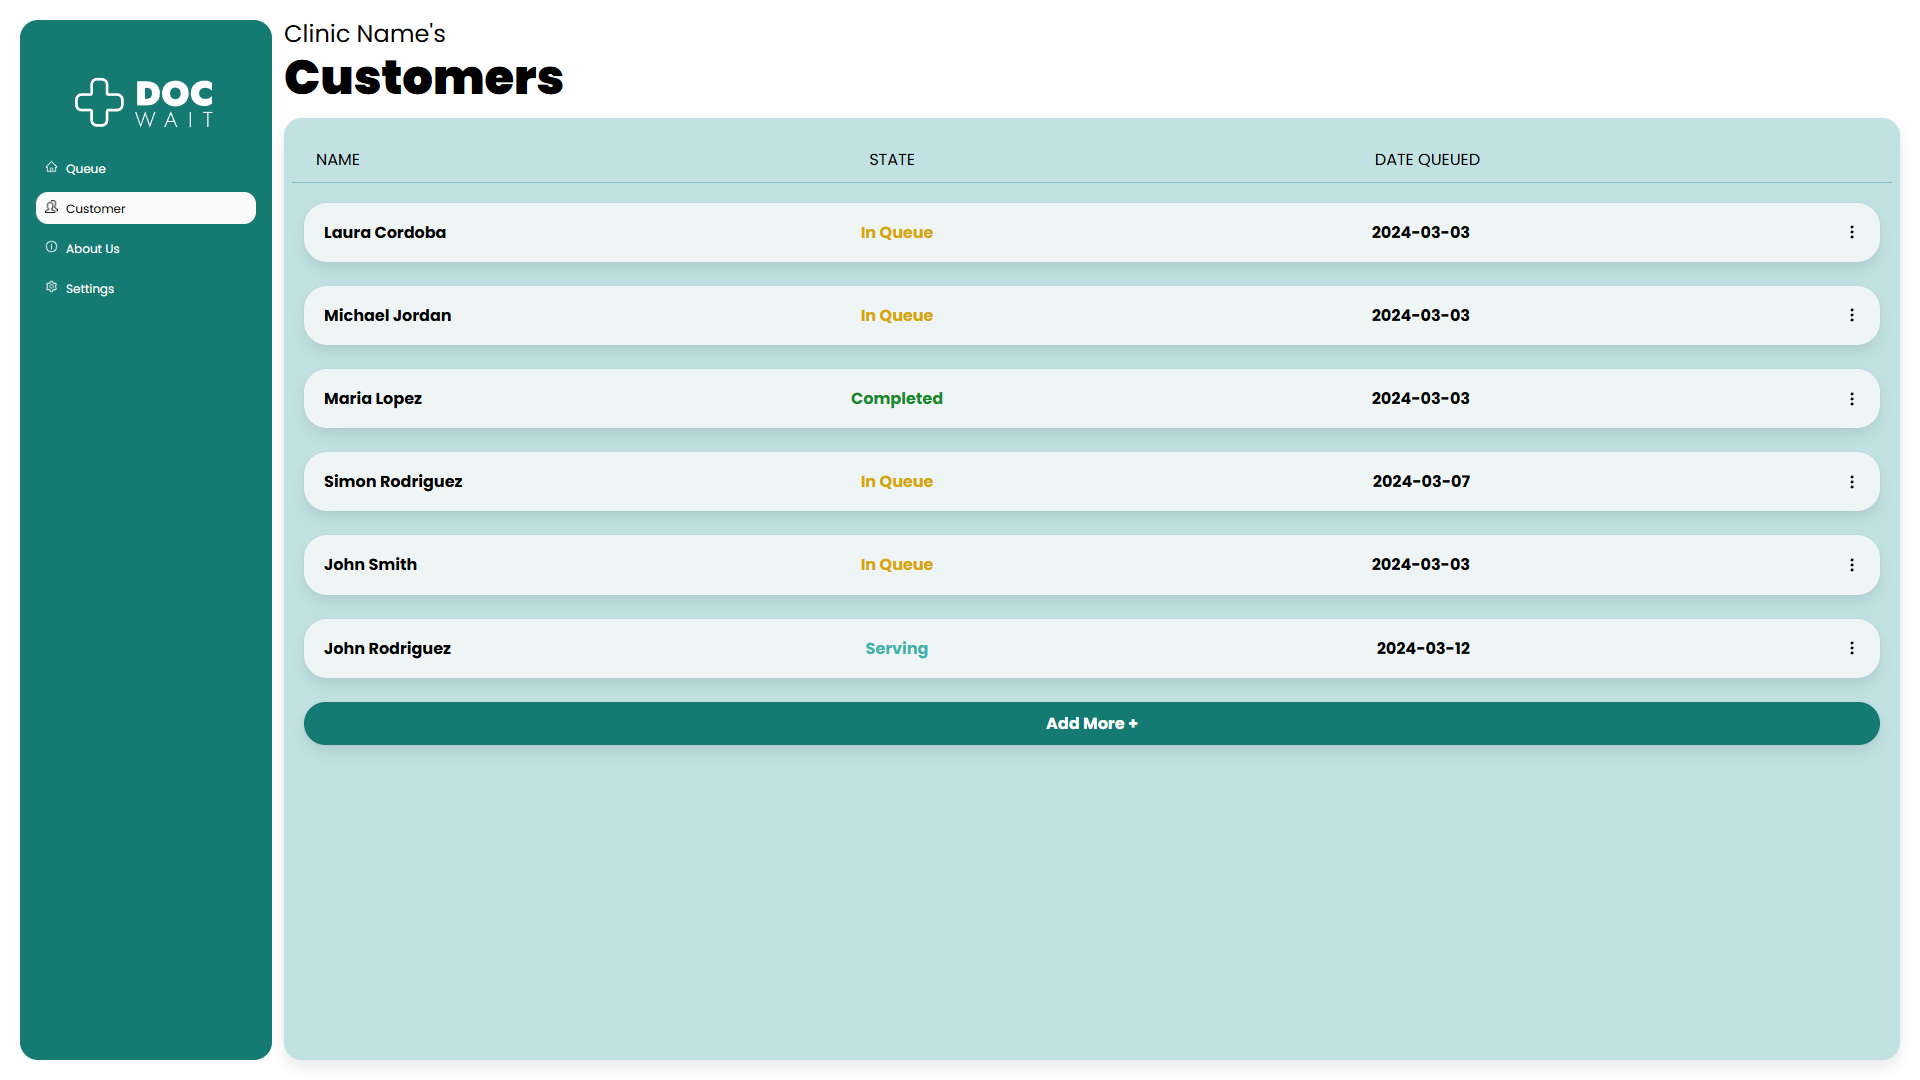 DOC
WAIT
Queue
Customer
About Us
Settings
Clinic Name's
Customers
NAME STATE DATE QUEUED
Laura Cordoba In Queue 2024-03-03
Michael Jordan In Queue 2024-03-03
Maria Lopez Completed 2024-03-03
Simon Rodriguez In Queue 2024-03-07
John Smith In Queue 2024-03-03
John Rodriguez Serving 2024-03-12
Add More +